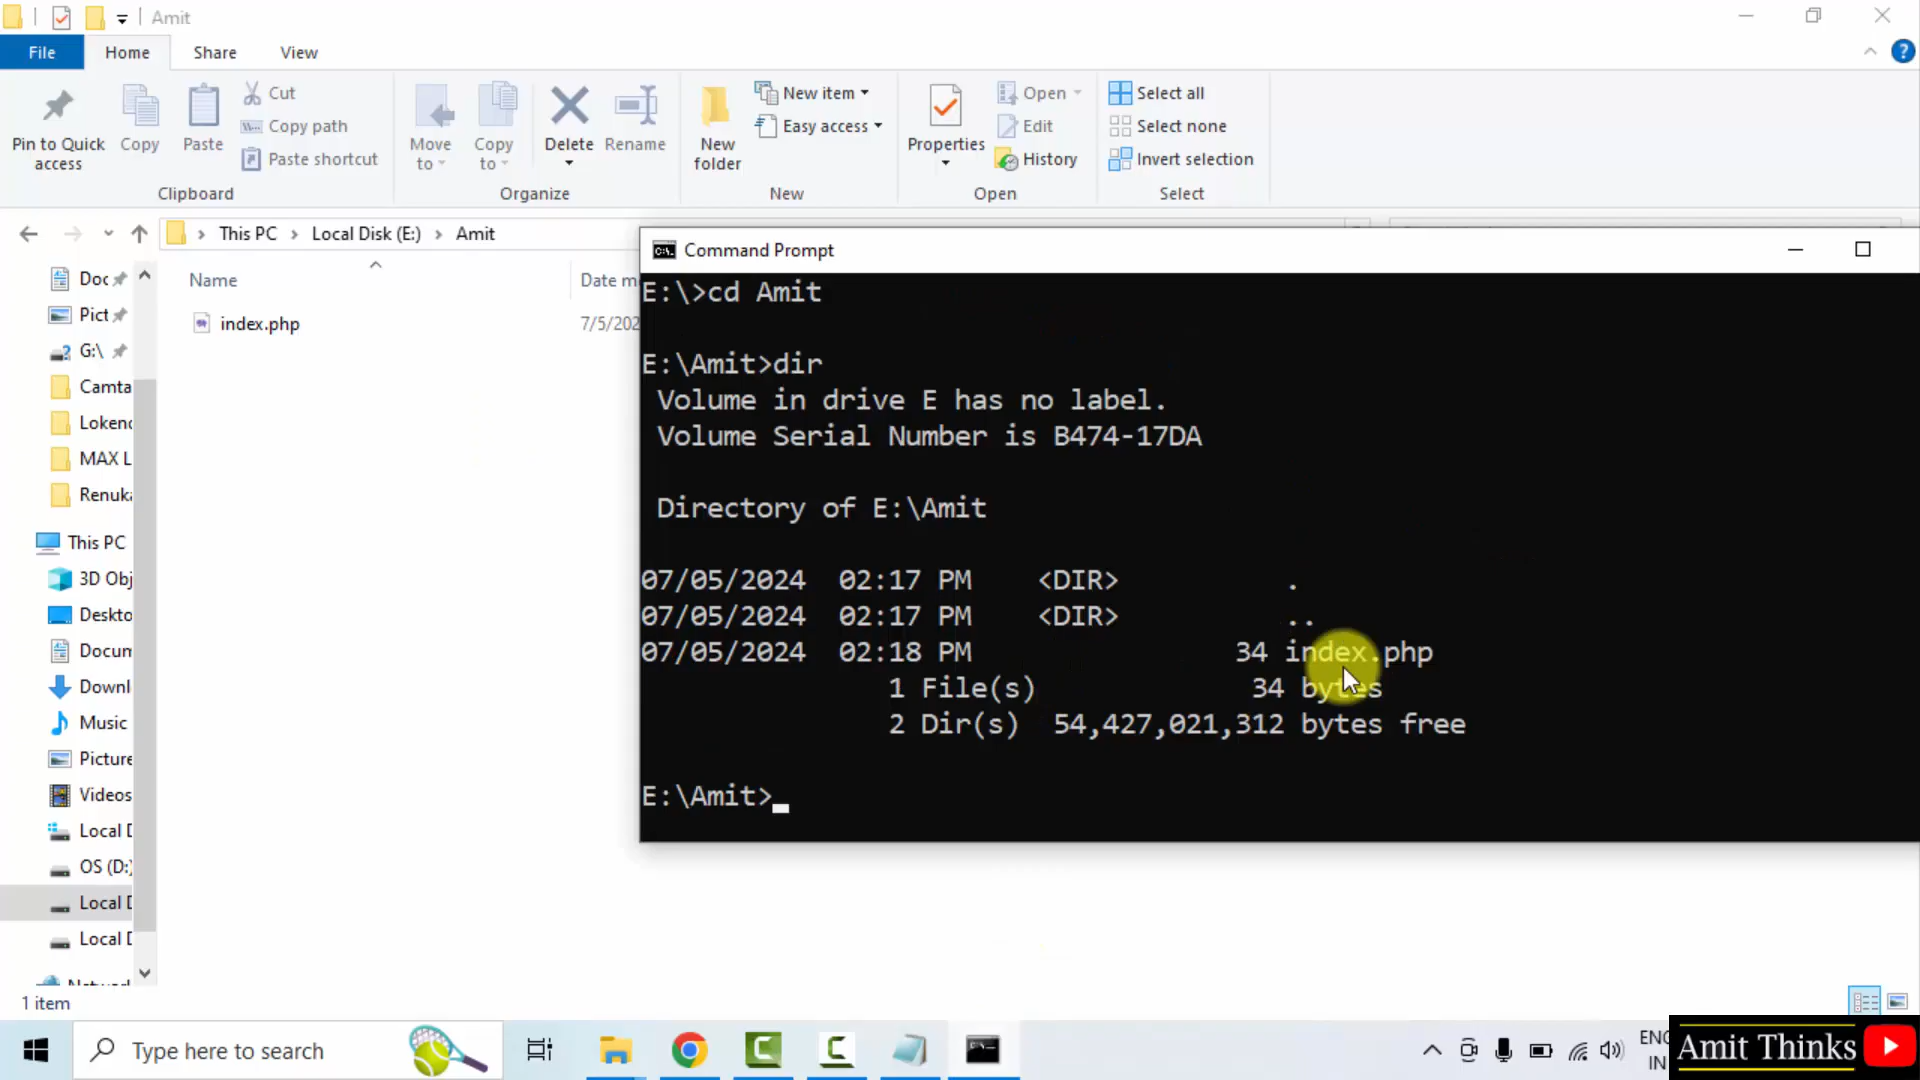 Amit
File Home Share View
Pin to Quick access
Copy
Paste
Cut
Copy path
Paste shortcut
Clipboard
Move to
Copy to
Delete
Rename
Organize
New folder
New item
Easy access
New
Properties
Open
Edit
History
Open
Select all
Select none
Invert selection
Select
This PC > Local Disk (E:) > Amit
Name
Date m
index.php
7/5/202
Doc
Pict
G:\
Camta
Lokenc
MAX L
Renuka
This PC
3D Obj
Deskto
Docum
Downl
Music
Picture
Videos
Local D
OS (D:)
Local D
Local D
1 item
Command Prompt
E:\>cd Amit
E:\Amit>dir
Volume in drive E has no label.
Volume Serial Number is B474-17DA
Directory of E:\Amit
07/05/2024 02:17 PM <DIR> .
07/05/2024 02:17 PM <DIR> ..
07/05/2024 02:18 PM 34 index.php
1 File(s) 34 bytes
2 Dir(s) 54,427,021,312 bytes free
E:\Amit>
Type here to search
ENG
IN
Amit Thinks